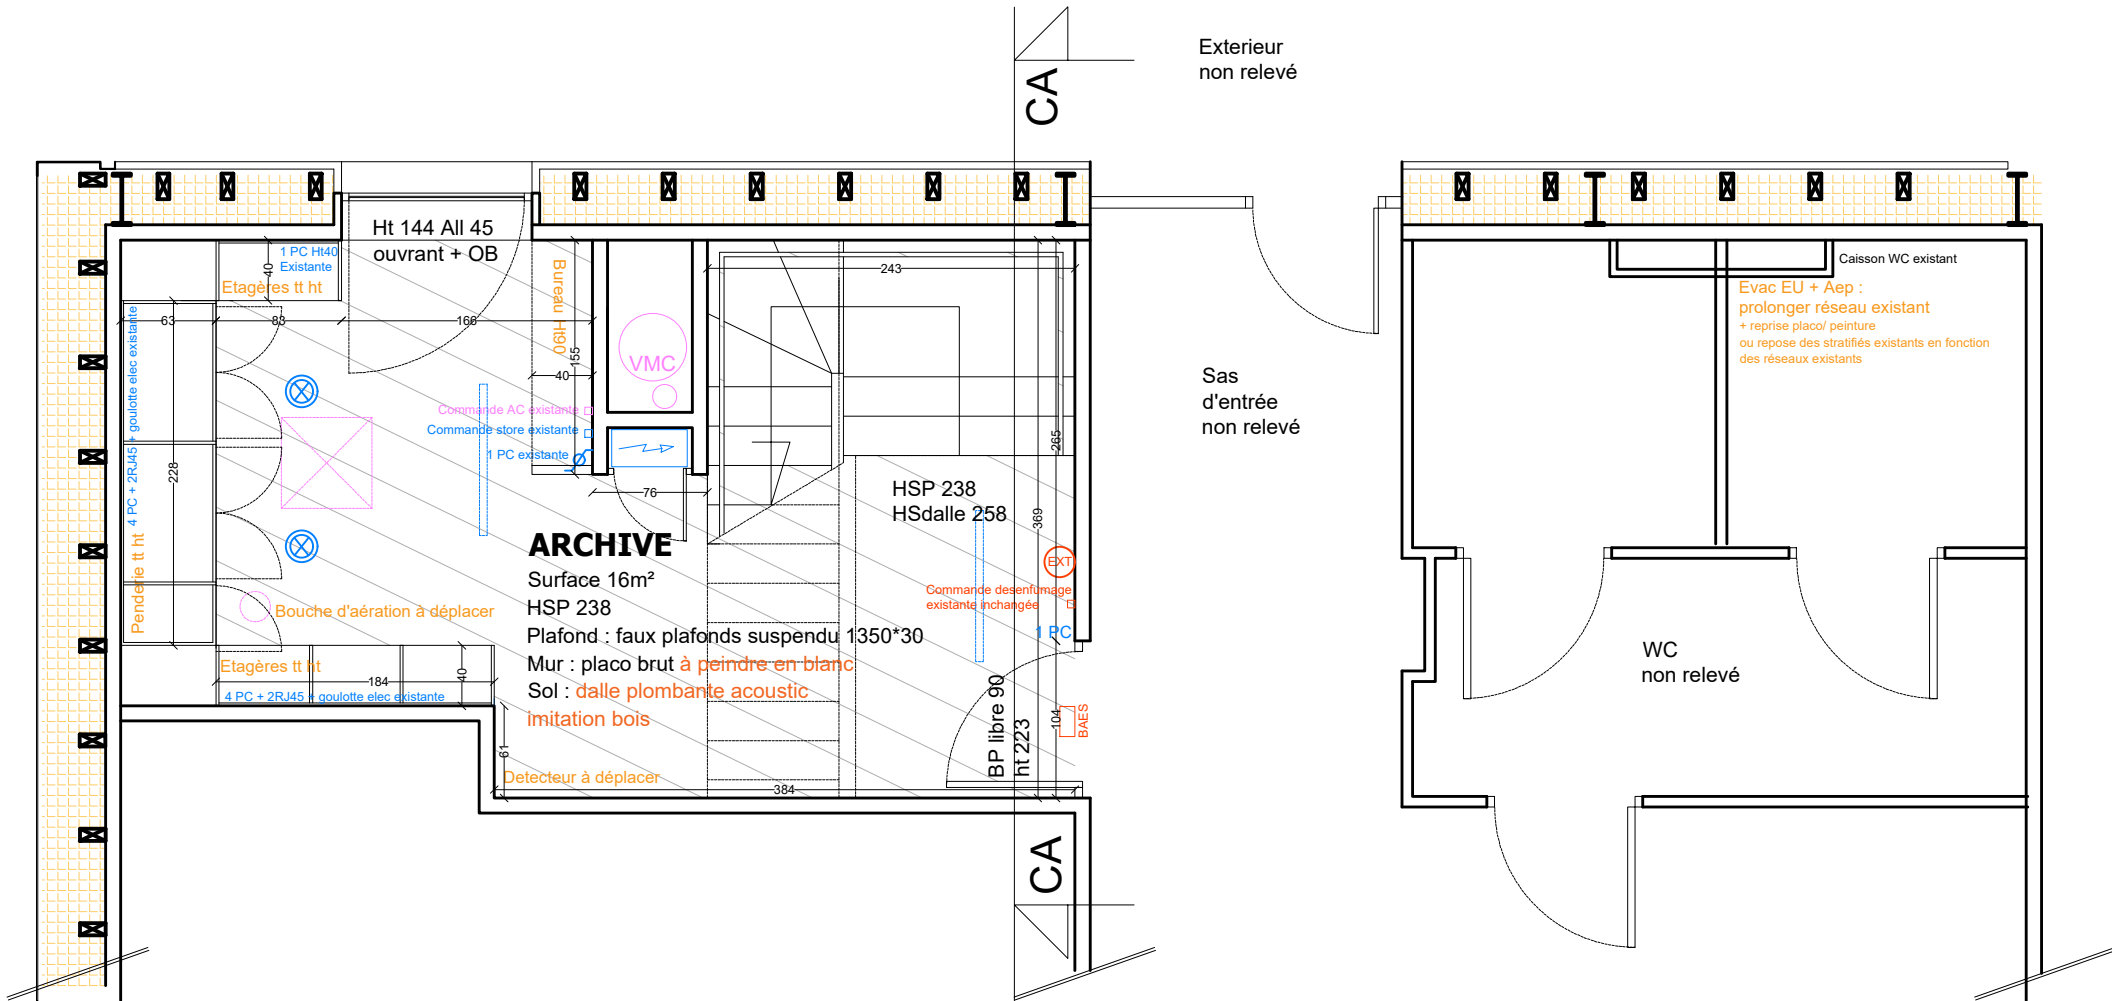 Exterieur
non relevé
CA
Ht 144 All 45
ouvrant + OB
1 PC Ht40
Existante
40
Etagères tt ht
63
83
166
Bureau Ht90
155
40
243
VMC
Commande AC existante
Commande store existante
1 PC existante
76
4 PC + 2RJ45 + goulotte elec existante
228
Penderie tt ht
HSP 238
HSdalle 258
265
369
EXT
Commande desenfumage
existante inchangée
1 PC
ARCHIVE
Surface 16m²
HSP 238
Plafond : faux plafonds suspendu 1350*30
Mur : placo brut à peindre en blanc
Sol : dalle plombante acoustic
imitation bois
Bouche d'aération à déplacer
Etagères tt ht
184
40
4 PC + 2RJ45 + goulotte elec existante
61
Detecteur à déplacer
384
BP libre 90
ht 223
104
BAES
CA
Sas
d'entrée
non relevé
Caisson WC existant
Evac EU + Aep :
prolonger réseau existant
+ reprise placo/ peinture
ou repose des stratifiés existants en fonction
des réseaux existants
WC
non relevé